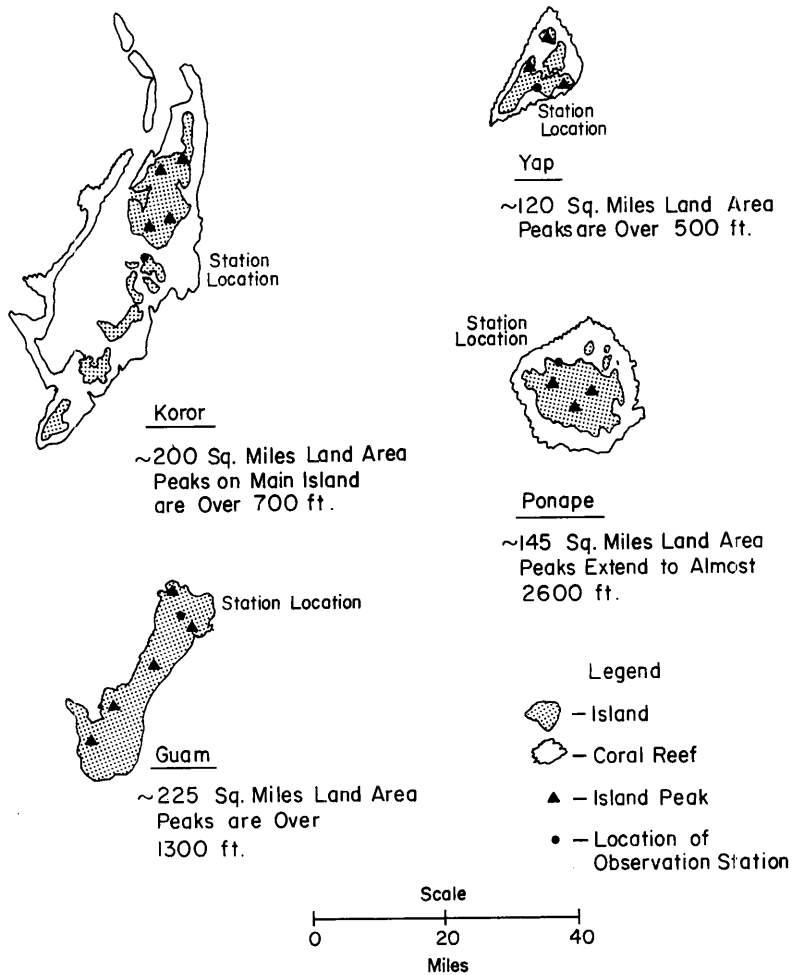 Station
Location
Yap
~120 Sq. Miles Land Area
Peaks are Over 500 ft.
Station
Location
Koror
~200 Sq. Miles Land Area
Peaks on Main Island
are Over 700 ft.
Station
Location
Ponape
~145 Sq. Miles Land Area
Peaks Extend to Almost
2600 ft.
Station Location
Guam
~225 Sq. Miles Land Area
Peaks are Over
1300 ft.
Legend
– Island
– Coral Reef
– Island Peak
– Location of
Observation Station
Scale
0 20 40
Miles